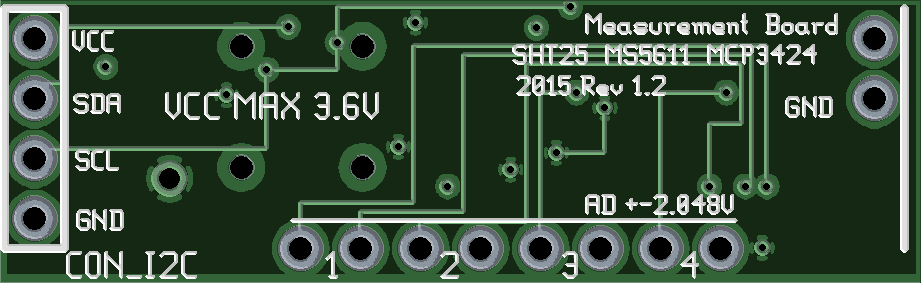 Measurement Board
VCC
SHT25 MS5611 MCP3424
2015 Rev 1.2
SDA
VCC MAX 3.6V
GND
SCL
AD +-2.048V
GND
CON_I2C
1 2 3 4